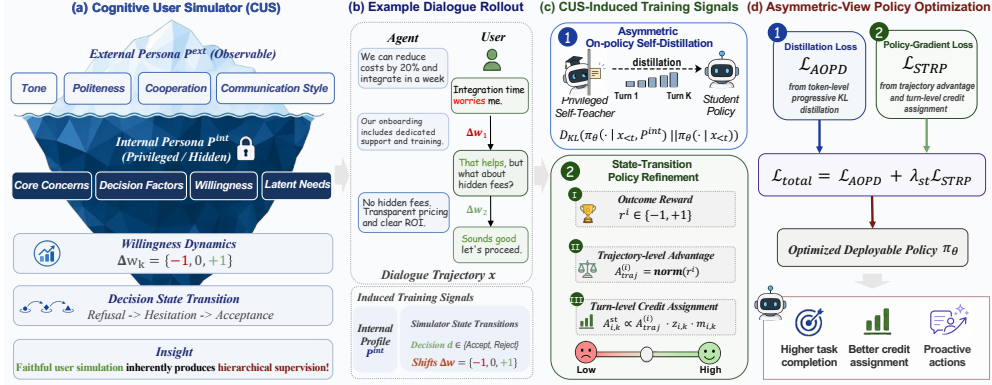 (a) Cognitive User Simulator (CUS)
External Persona P^ext (Observable)
Tone
Politeness
Cooperation
Communication Style
Internal Persona P^int
(Privileged / Hidden)
Core Concerns
Decision Factors
Willingness
Latent Needs
Willingness Dynamics
Δw_k = {−1, 0, +1}
Decision State Transition
Refusal -> Hesitation -> Acceptance
Insight
Faithful user simulation inherently produces hierarchical supervision!
(b) Example Dialogue Rollout
Agent
User
We can reduce
costs by 20% and
integrate in a week
Integration time
worries me.
Our onboarding
includes dedicated
support and training.
Δw_1
That helps, but
what about
hidden fees?
No hidden fees.
Transparent pricing
and clear ROI.
Δw_2
Sounds good
let's proceed.
Dialogue Trajectory x
Induced Training Signals
Internal
Profile
P^int
Simulator State Transitions
Decision d ∈ {Accept, Reject}
Shifts Δw = {−1, 0, +1}
(c) CUS-Induced Training Signals
1
Asymmetric
On-policy Self-Distillation
distillation
Turn 1
Turn K
Privileged
Self-Teacher
Student
Policy
D_KL(π_θ(· | x_<t, P^int) ||π_θ(· | x_<t))
2
State-Transition
Policy Refinement
I
Outcome Reward
r^i ∈ {−1, +1}
II
Trajectory-level Advantage
A_traj^(i) = norm(r^i)
III
Turn-level Credit Assignment
A_i,k^st ∝ A_traj^(i) · z_i,k · m_i,k
Low
High
(d) Asymmetric-View Policy Optimization
1
Distillation Loss
L_AOPD
from token-level
progressive KL
distillation
2
Policy-Gradient Loss
L_STRP
from trajectory advantage
and turn-level credit
assignment
L_total = L_AOPD + λ_st L_STRP
Optimized Deployable Policy π_θ
Higher task
completion
Better credit
assignment
Proactive
actions